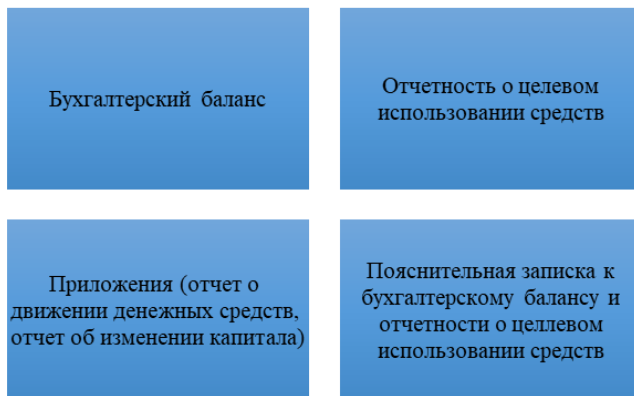 Бухгалтерский баланс
Отчетность о целевом
использовании средств
Приложения (отчет о
движении денежных средств,
отчет об изменении капитала)
Пояснительная записка к
бухгалтерскому балансу и
отчетности о целлевом
использовании средств